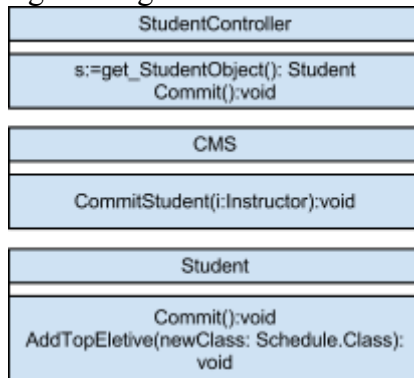 StudentController
s:=get_StudentObject(): Student
Commit():void
CMS
CommitStudent(i:Instructor):void
Student
Commit():void
AddTopEletive(newClass: Schedule.Class):
void